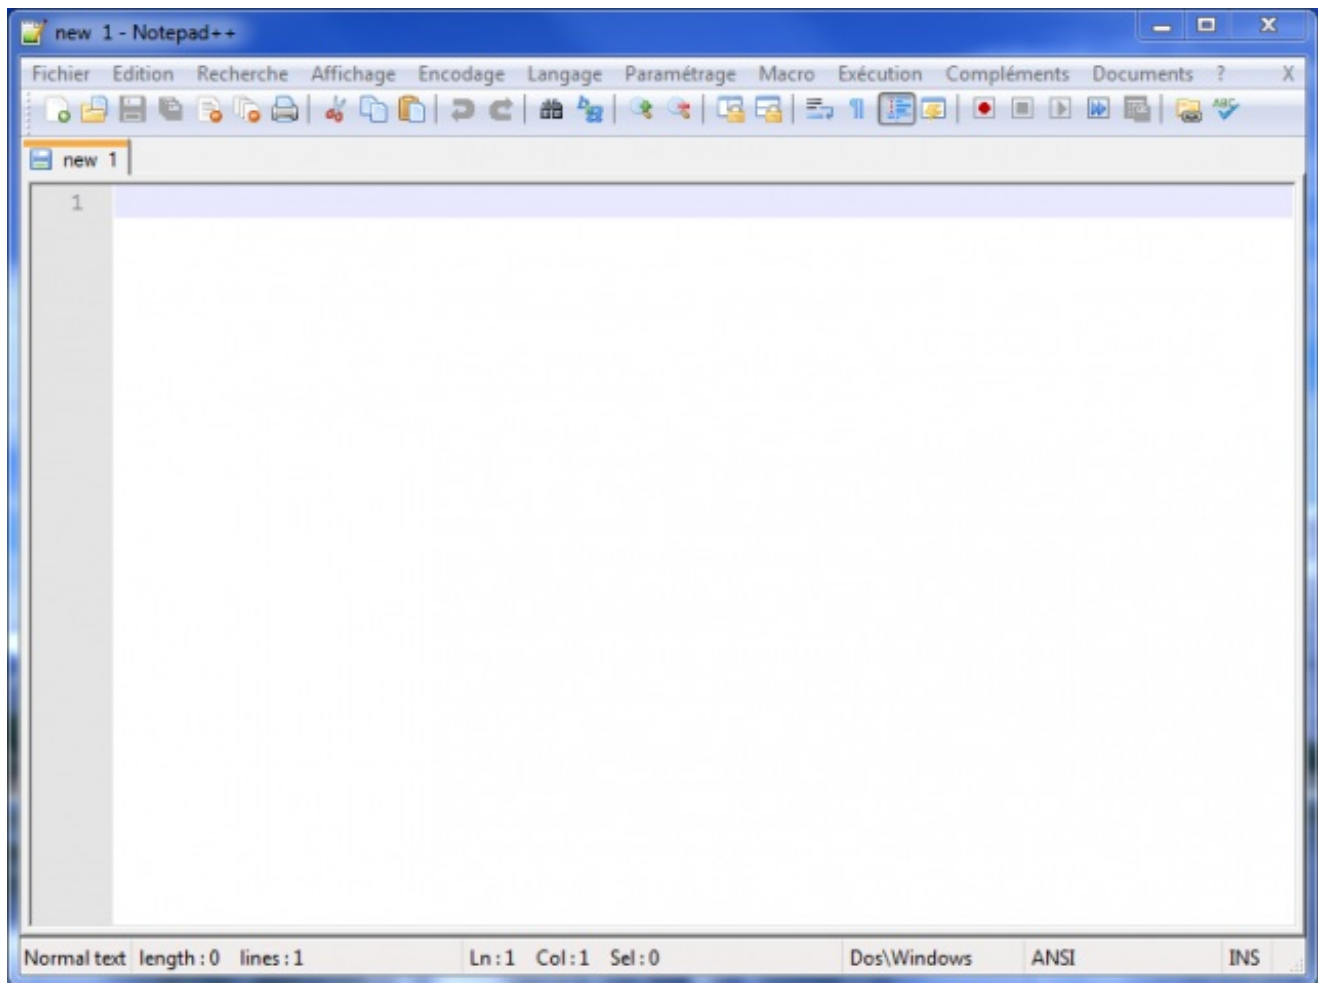 new 1 - Notepad++
Fichier Edition Recherche Affichage Encodage Langage Paramétrage Macro Exécution Compléments Documents ? X
ABC
new 1
1
Normal text length : 0 lines : 1 Ln : 1 Col : 1 Sel : 0 Dos\Windows ANSI INS